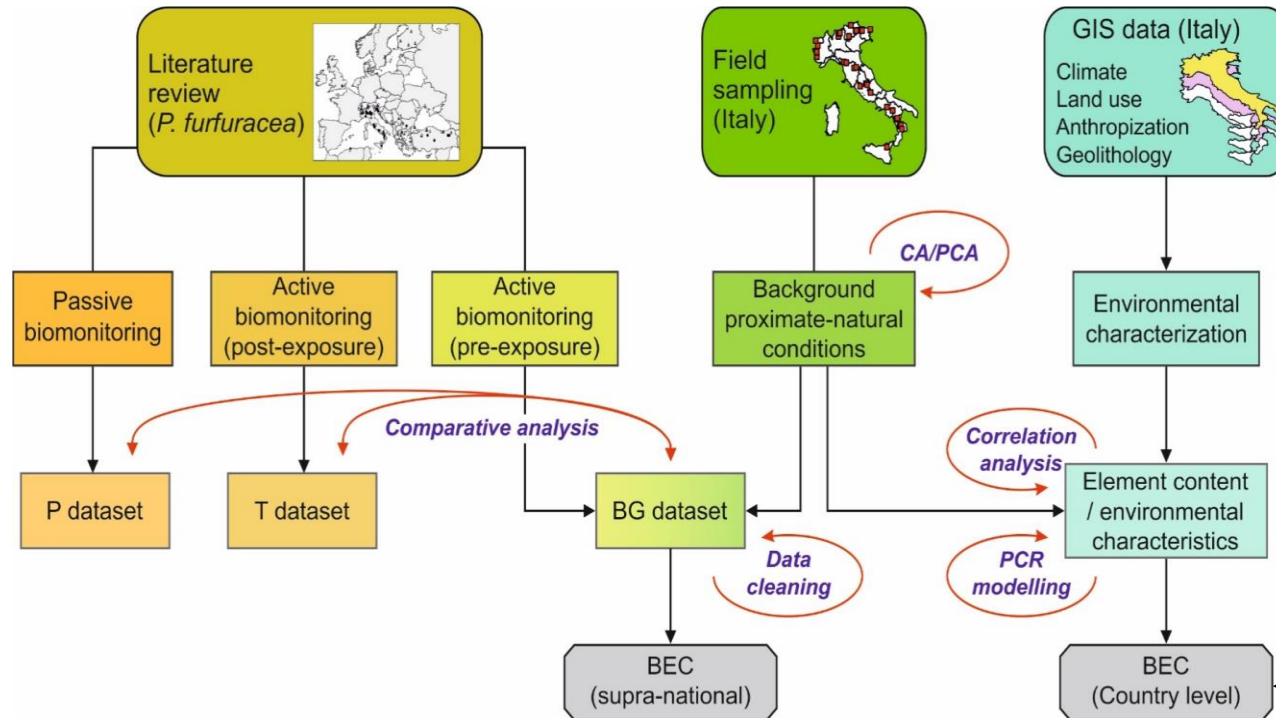 Literature
review
(P. furfuracea)
Field
sampling
(Italy)
GIS data (Italy)
Climate
Land use
Anthropization
Geolithology
CA/PCA
Passive
biomonitoring
Active
biomonitoring
(post-exposure)
Active
biomonitoring
(pre-exposure)
Background
proximate-natural
conditions
Environmental
characterization
Comparative analysis
Correlation
analysis
P dataset
T dataset
BG dataset
Element content
/ environmental
characteristics
Data
cleaning
PCR
modelling
BEC
(supra-national)
BEC
(Country level)